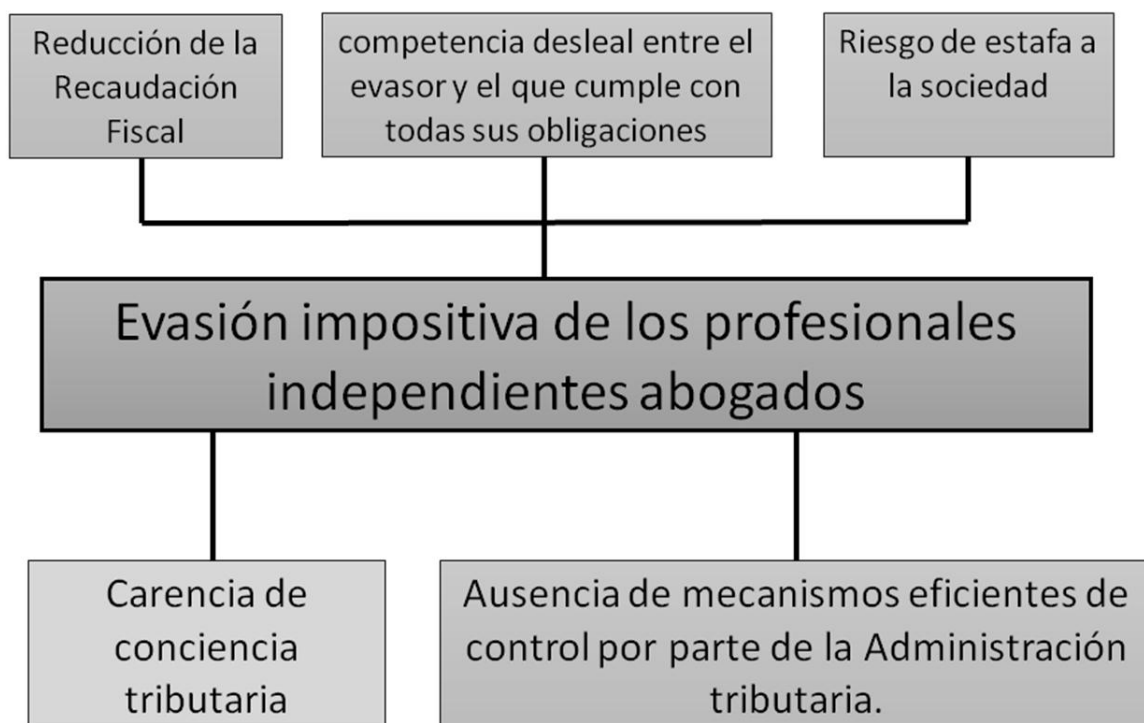 Reducción de la
Recaudación
Fiscal
competencia desleal entre el
evasor y el que cumple con
todas sus obligaciones
Riesgo de estafa a
la sociedad
Evasión impositiva de los profesionales
independientes abogados
Carencia de
conciencia
tributaria
Ausencia de mecanismos eficientes de
control por parte de la Administración
tributaria.